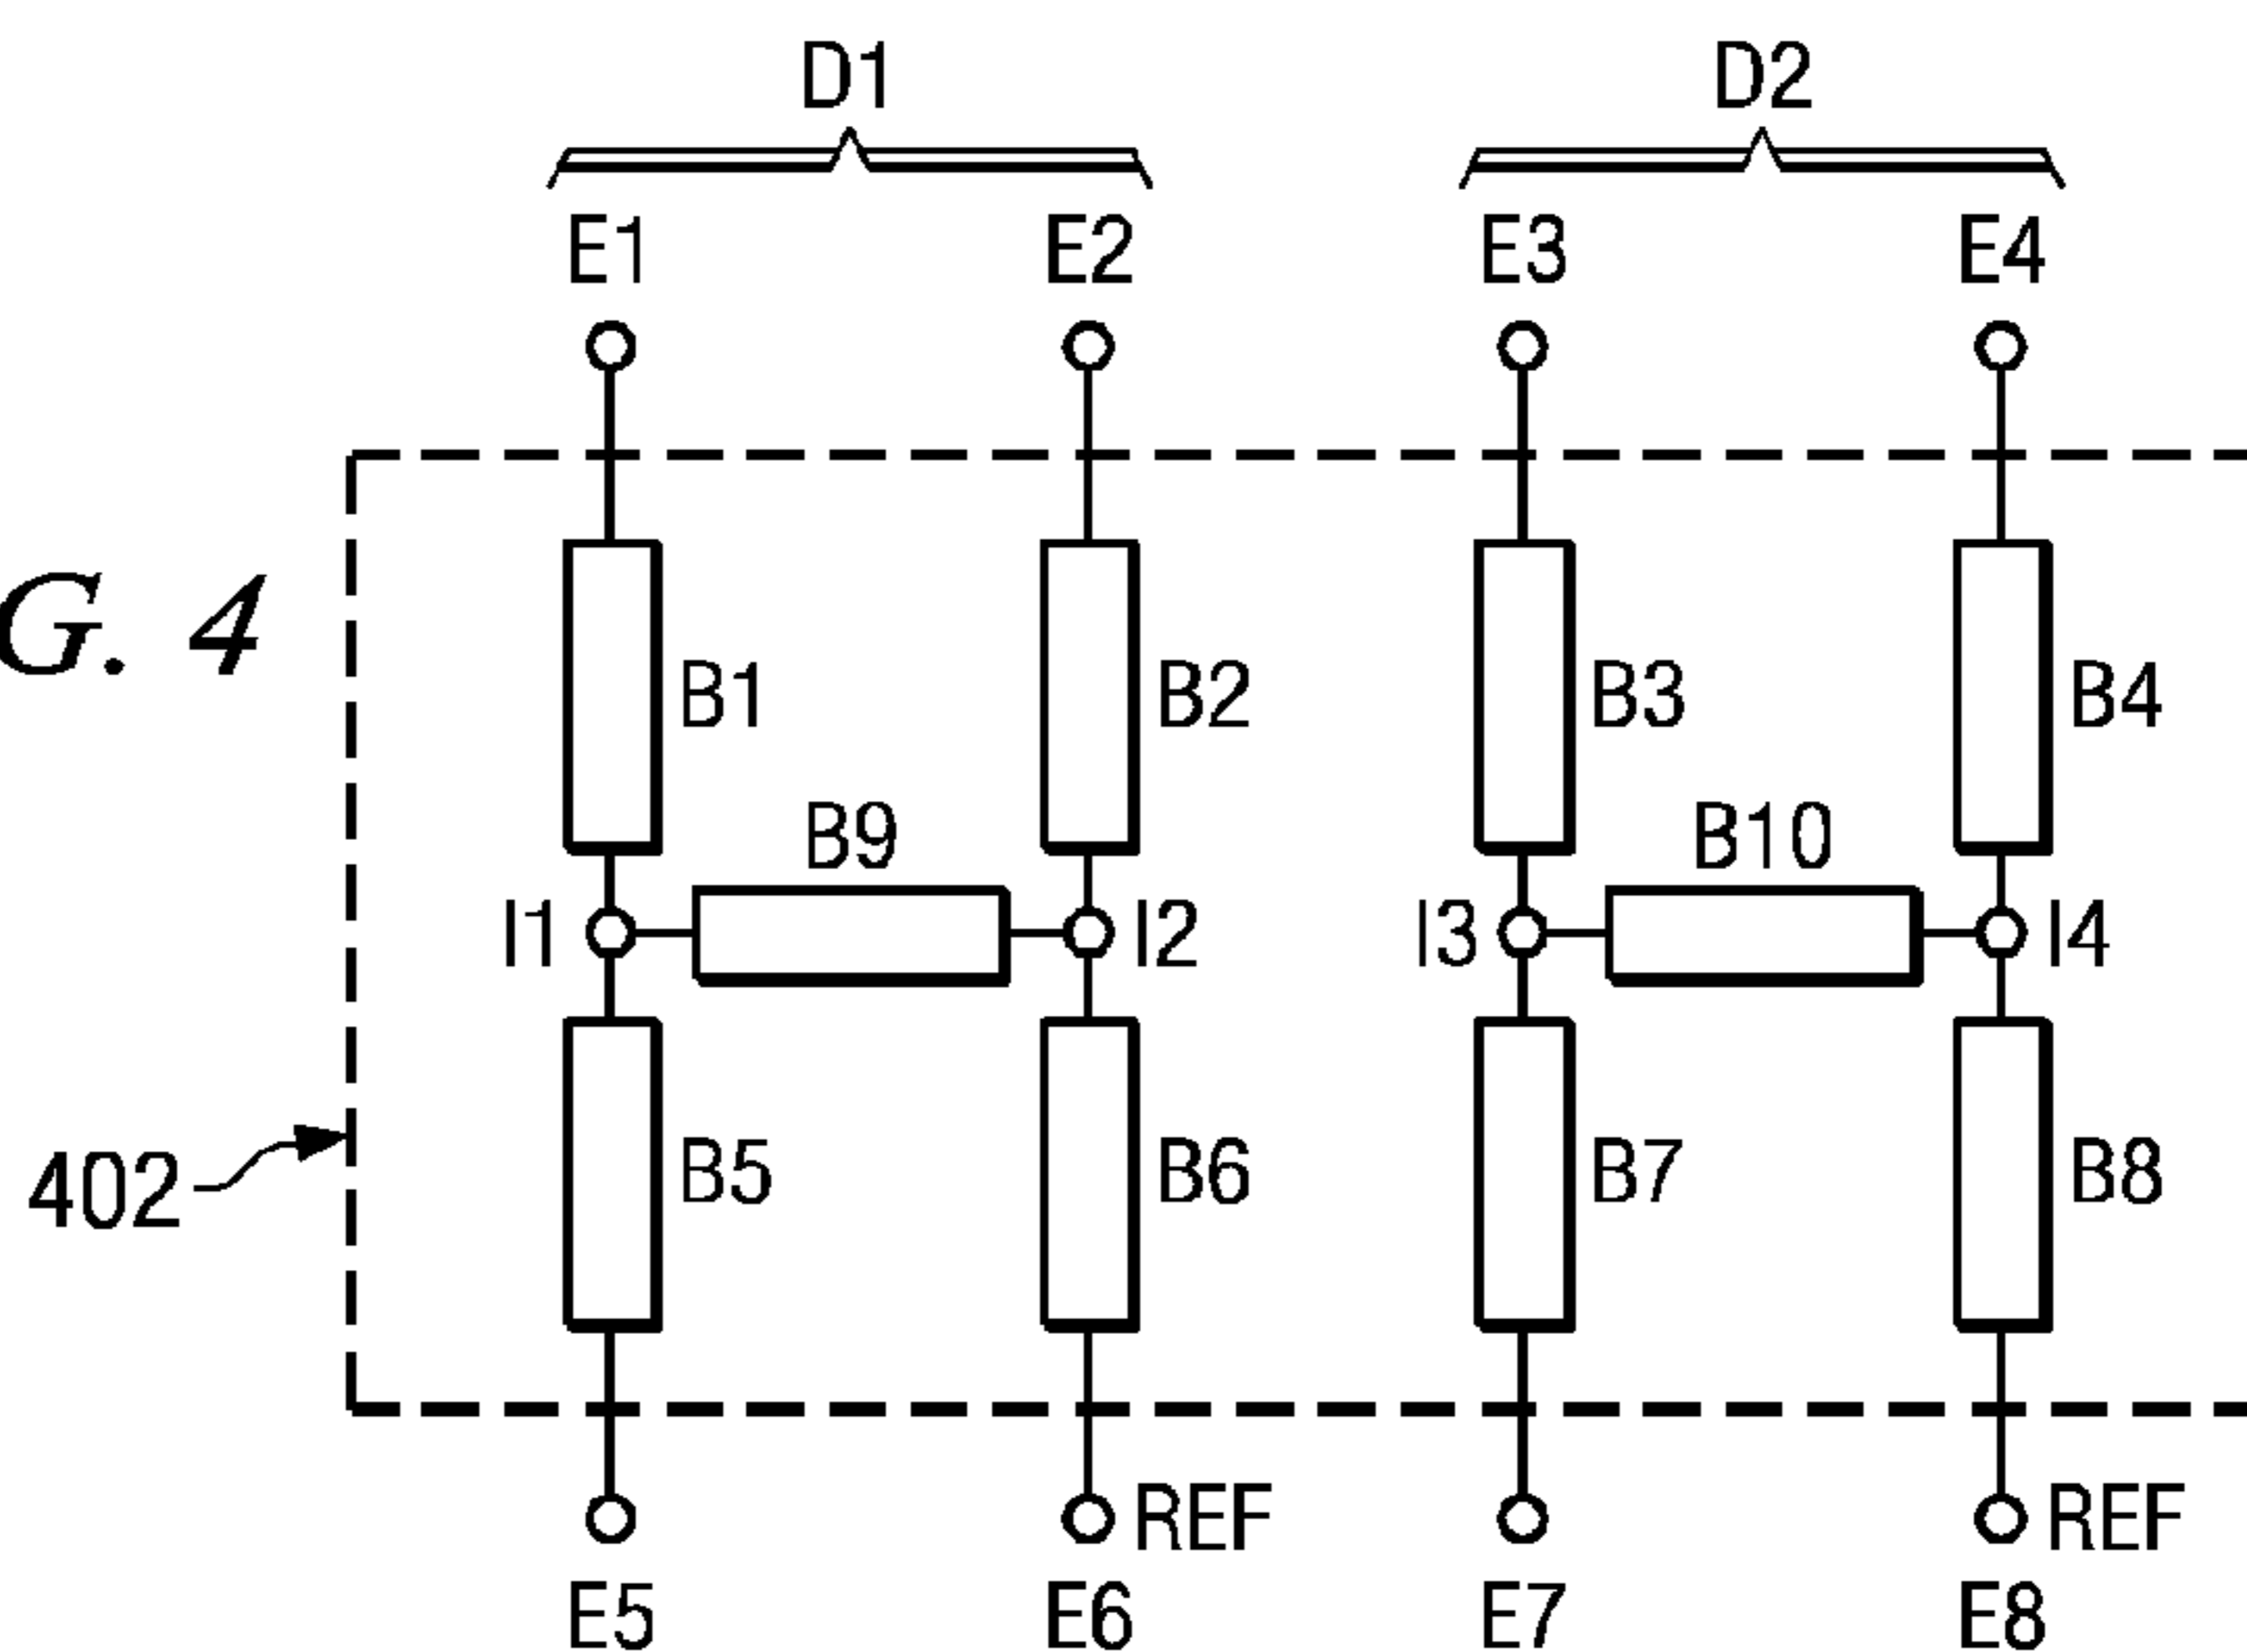 D1 D2
E1 E2 E3 E4
G. 4
B1 B2 B3 B4
B9 B10
I1 I2 I3 I4
402
B5 B6 B7 B8
REF REF
E5 E6 E7 E8